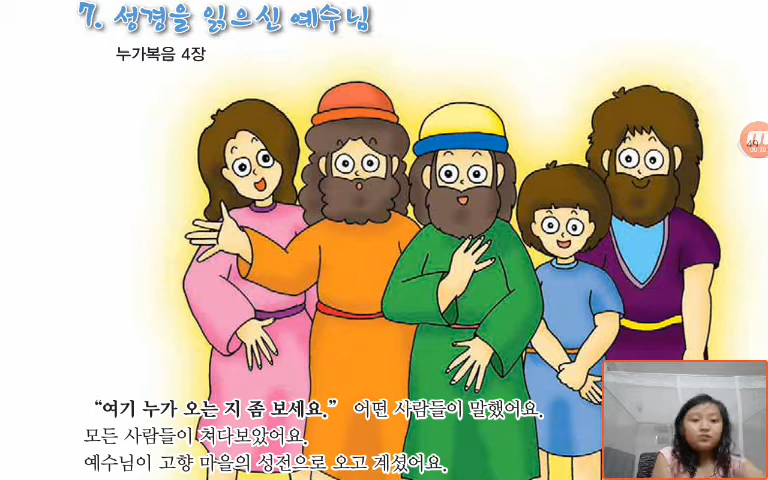 7. 성경을 읽으신 예수님
누가복음 4장
“여기 누가 오는 지 좀 보세요.” 어떤 사람들이 말했어요.
모든 사람들이 쳐다보았어요.
예수님이 고향 마을의 성전으로 오고 계셨어요.